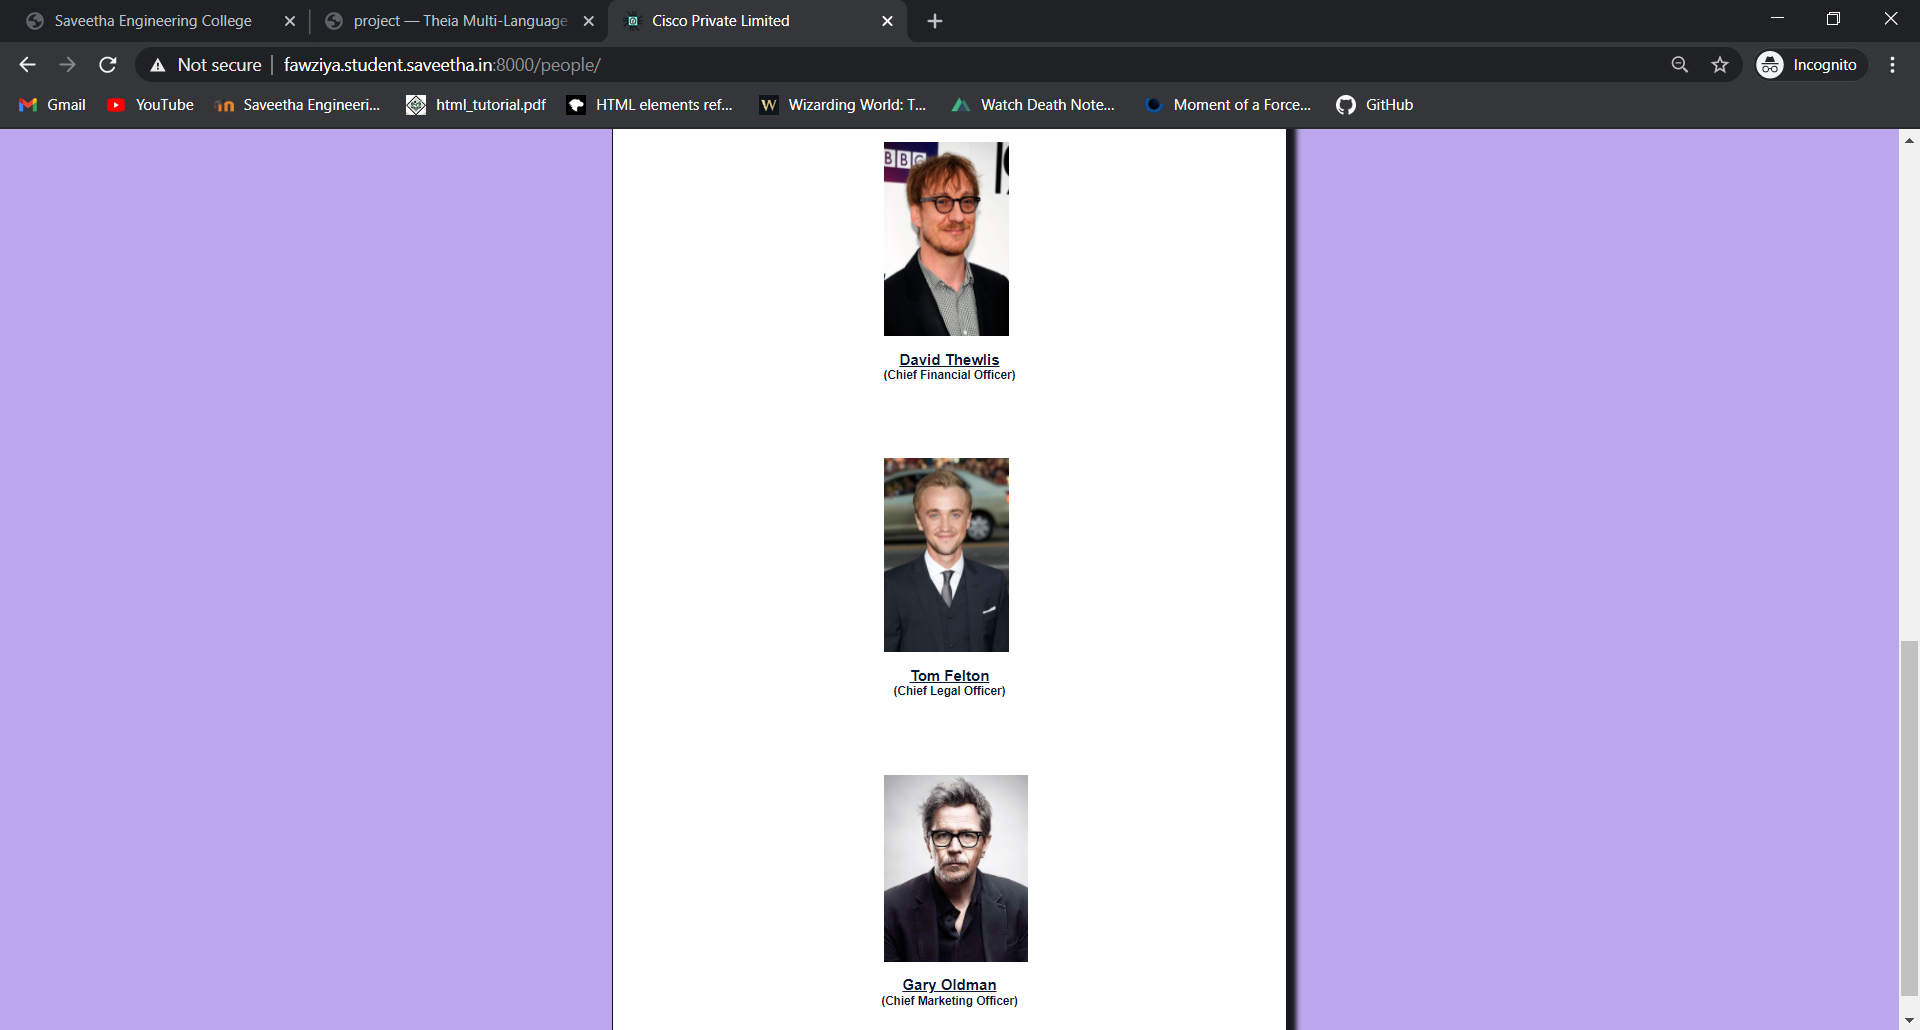 Saveetha Engineering College
project — Theia Multi-Language
Cisco Private Limited
Not secure
fawziya.student.saveetha.in:8000/people/
Incognito
Gmail
YouTube
Saveetha Engineeri...
html_tutorial.pdf
HTML elements ref...
W
Wizarding World: T...
Watch Death Note...
Moment of a Force...
GitHub
BBC
David Thewlis
(Chief Financial Officer)
Tom Felton
(Chief Legal Officer)
Gary Oldman
(Chief Marketing Officer)